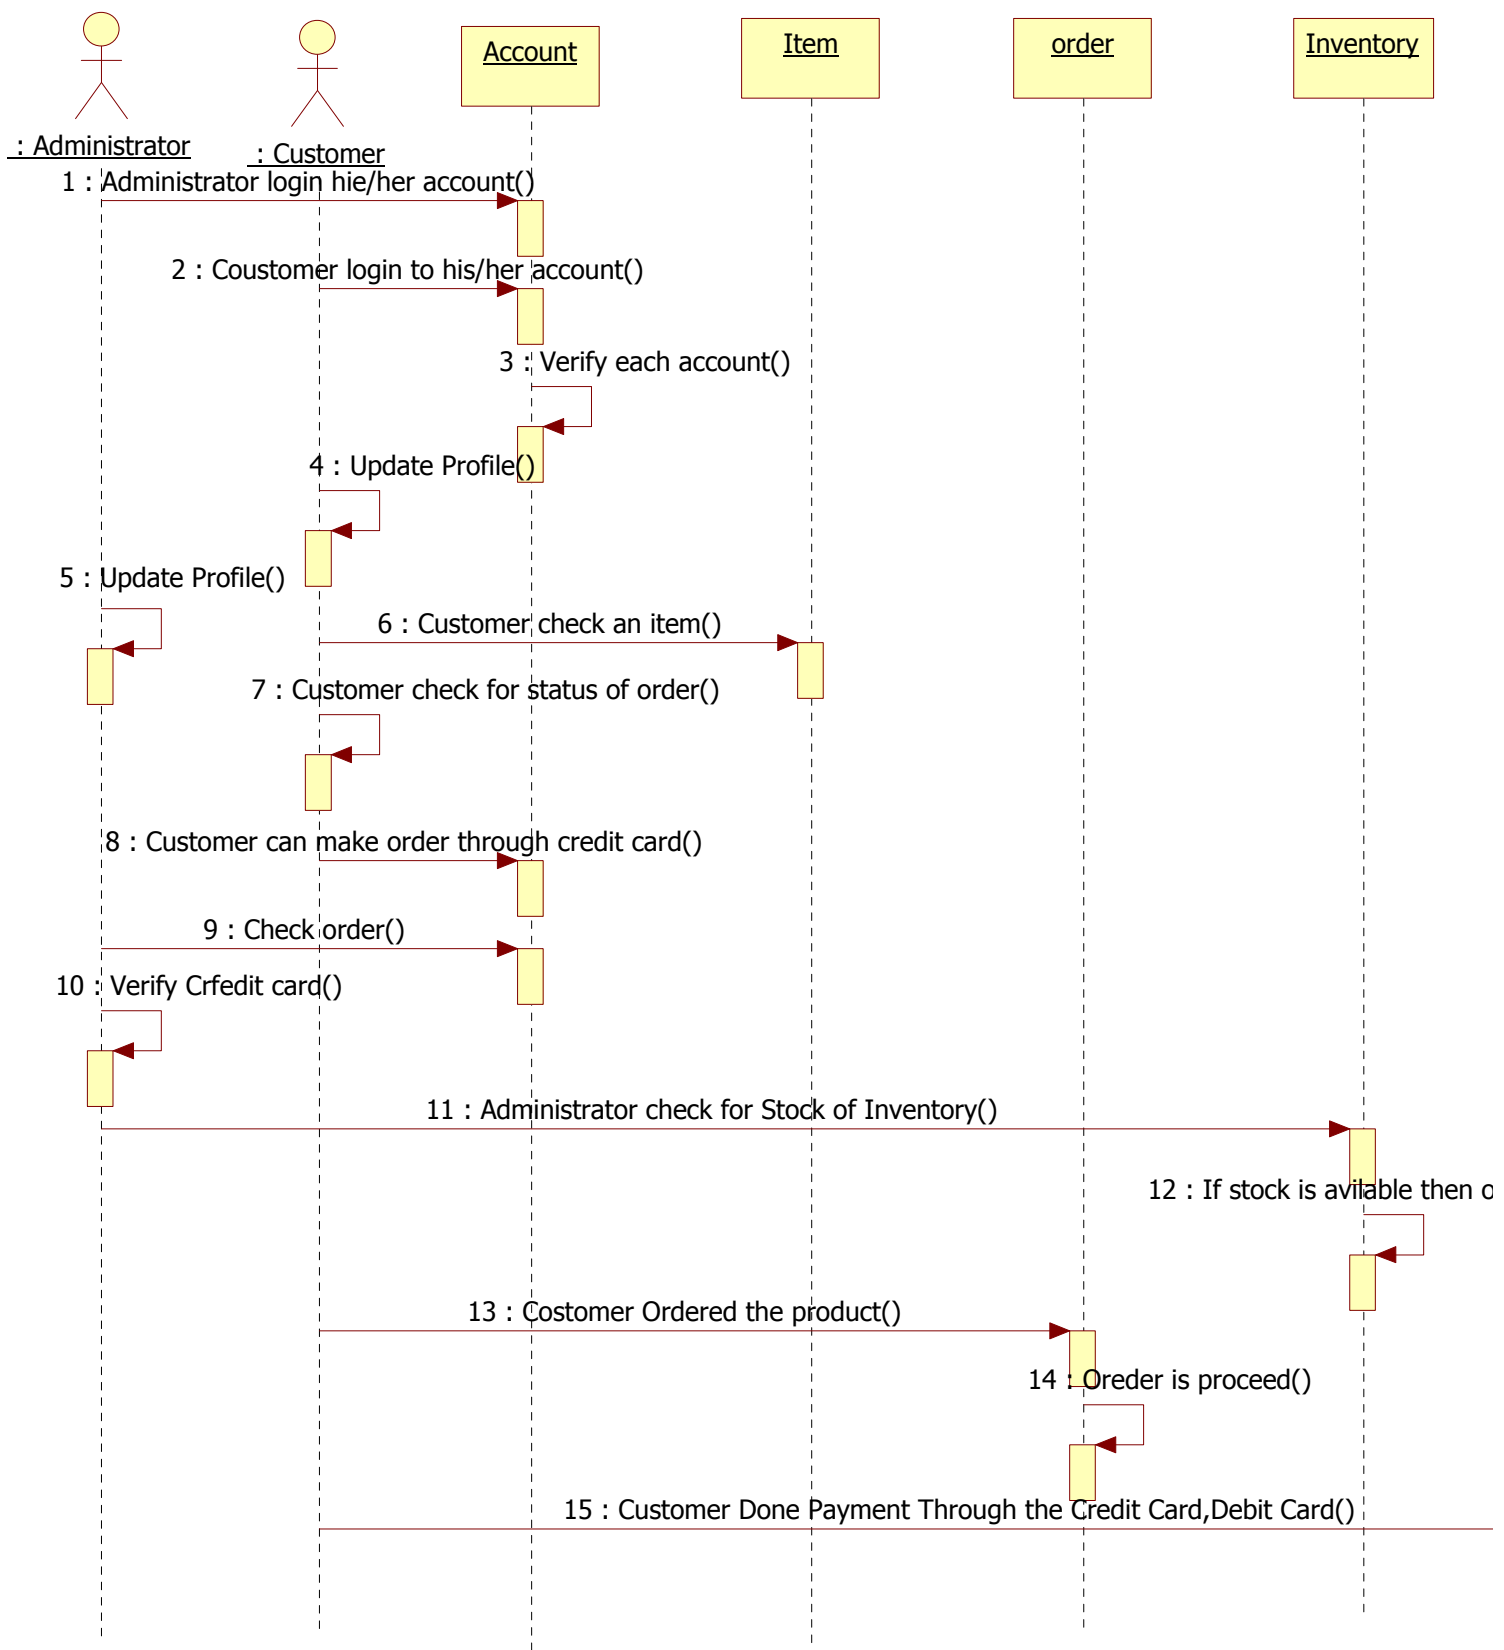 Account
Item
order
Inventory
: Administrator
: Customer
1 : Administrator login hie/her account()
2 : Coustomer login to his/her account()
3 : Verify each account()
4 : Update Profile()
5 : Update Profile()
6 : Customer check an item()
7 : Customer check for status of order()
8 : Customer can make order through credit card()
9 : Check order()
10 : Verify Crfedit card()
11 : Administrator check for Stock of Inventory()
12 : If stock is avilable then o
13 : Costomer Ordered the product()
14 : Oreder is proceed()
15 : Customer Done Payment Through the Credit Card,Debit Card()